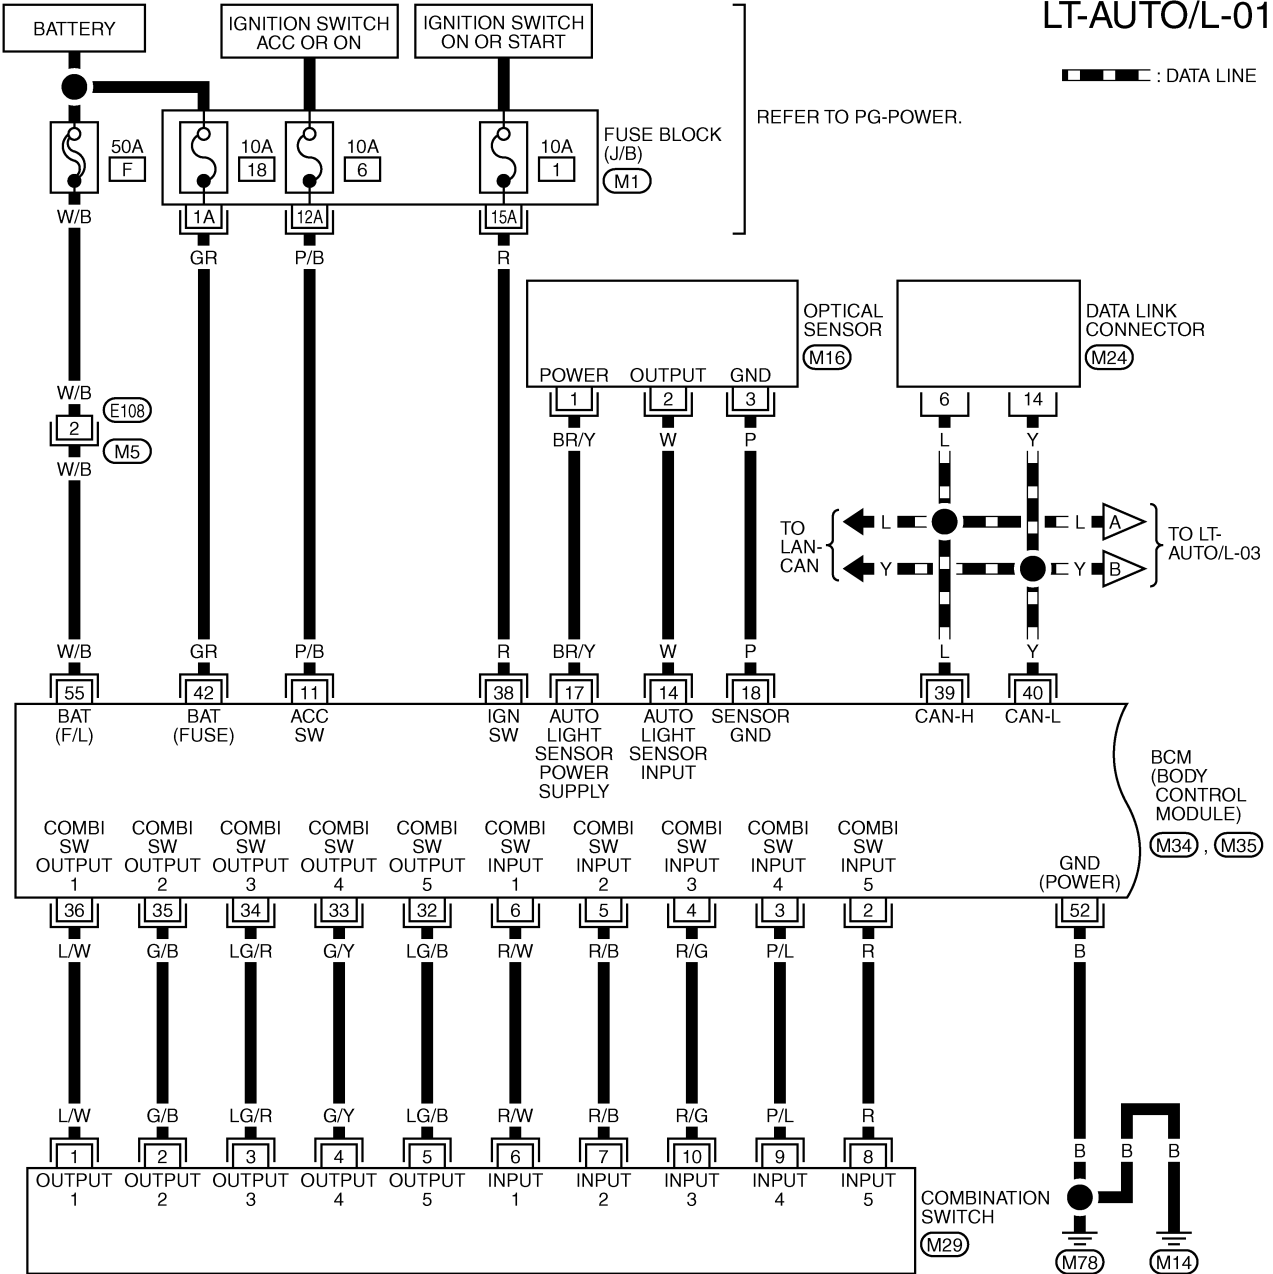 BATTERY
IGNITION SWITCH
ACC OR ON
IGNITION SWITCH
ON OR START
LT-AUTO/L-01
: DATA LINE
REFER TO PG-POWER.
50A
F
10A
18
10A
6
10A
1
FUSE BLOCK
(J/B)
M1
W/B
1A
12A
15A
GR
P/B
R
OPTICAL
SENSOR
M16
POWER
OUTPUT
GND
1
2
3
DATA LINK
CONNECTOR
M24
6
14
W/B
E108
2
M5
W/B
BR/Y
W
P
L
Y
TO
LAN-
CAN
L
L
A
Y
Y
B
TO LT-
AUTO/L-03
W/B
GR
P/B
R
BR/Y
W
P
L
Y
55
42
11
38
17
14
18
39
40
BAT
(F/L)
BAT
(FUSE)
ACC
SW
IGN
SW
AUTO
LIGHT
SENSOR
POWER
SUPPLY
AUTO
LIGHT
SENSOR
INPUT
SENSOR
GND
CAN-H
CAN-L
BCM
(BODY
CONTROL
MODULE)
M34 , M35
COMBI
SW
OUTPUT
1
COMBI
SW
OUTPUT
2
COMBI
SW
OUTPUT
3
COMBI
SW
OUTPUT
4
COMBI
SW
OUTPUT
5
COMBI
SW
INPUT
1
COMBI
SW
INPUT
2
COMBI
SW
INPUT
3
COMBI
SW
INPUT
4
COMBI
SW
INPUT
5
GND
(POWER)
36
35
34
33
32
6
5
4
3
2
52
L/W
G/B
LG/R
G/Y
LG/B
R/W
R/B
R/G
P/L
R
B
L/W
G/B
LG/R
G/Y
LG/B
R/W
R/B
R/G
P/L
R
B
B
B
1
2
3
4
5
6
7
10
9
8
OUTPUT
1
OUTPUT
2
OUTPUT
3
OUTPUT
4
OUTPUT
5
INPUT
1
INPUT
2
INPUT
3
INPUT
4
INPUT
5
COMBINATION
SWITCH
M29
M78
M14